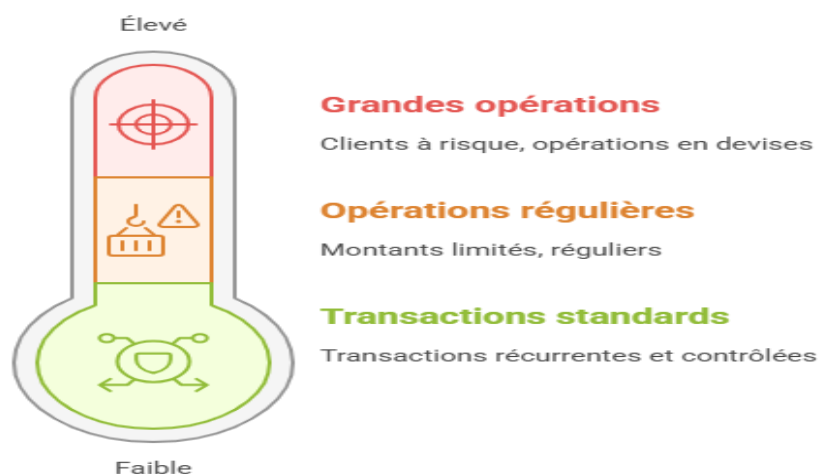 Élevé
Grandes opérations
Clients à risque, opérations en devises
Opérations régulières
Montants limités, réguliers
Transactions standards
Transactions récurrentes et contrôlées
Faible